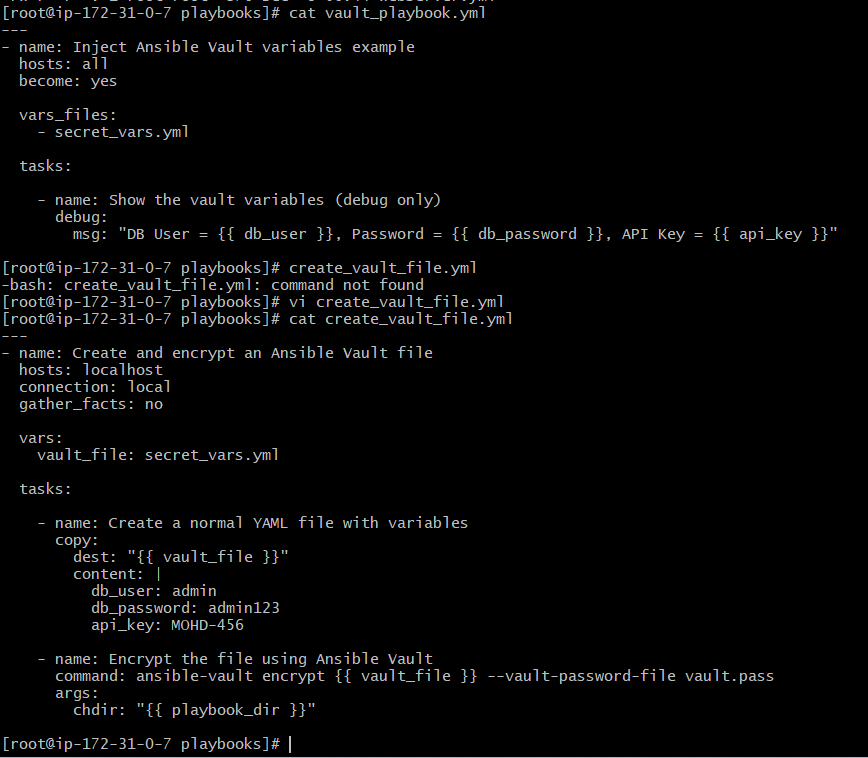 [root@ip-172-31-0-7 playbooks]# cat vault_playbook.yml
---
- name: Inject Ansible Vault variables example
  hosts: all
  become: yes

  vars_files:
    - secret_vars.yml

  tasks:

    - name: Show the vault variables (debug only)
      debug:
        msg: "DB User = {{ db_user }}, Password = {{ db_password }}, API Key = {{ api_key }}"

[root@ip-172-31-0-7 playbooks]# create_vault_file.yml
-bash: create_vault_file.yml: command not found
[root@ip-172-31-0-7 playbooks]# vi create_vault_file.yml
[root@ip-172-31-0-7 playbooks]# cat create_vault_file.yml
---
- name: Create and encrypt an Ansible Vault file
  hosts: localhost
  connection: local
  gather_facts: no

  vars:
    vault_file: secret_vars.yml

  tasks:

    - name: Create a normal YAML file with variables
      copy:
        dest: "{{ vault_file }}"
        content: |
          db_user: admin
          db_password: admin123
          api_key: MOHD-456

    - name: Encrypt the file using Ansible Vault
      command: ansible-vault encrypt {{ vault_file }} --vault-password-file vault.pass
      args:
        chdir: "{{ playbook_dir }}"

[root@ip-172-31-0-7 playbooks]#